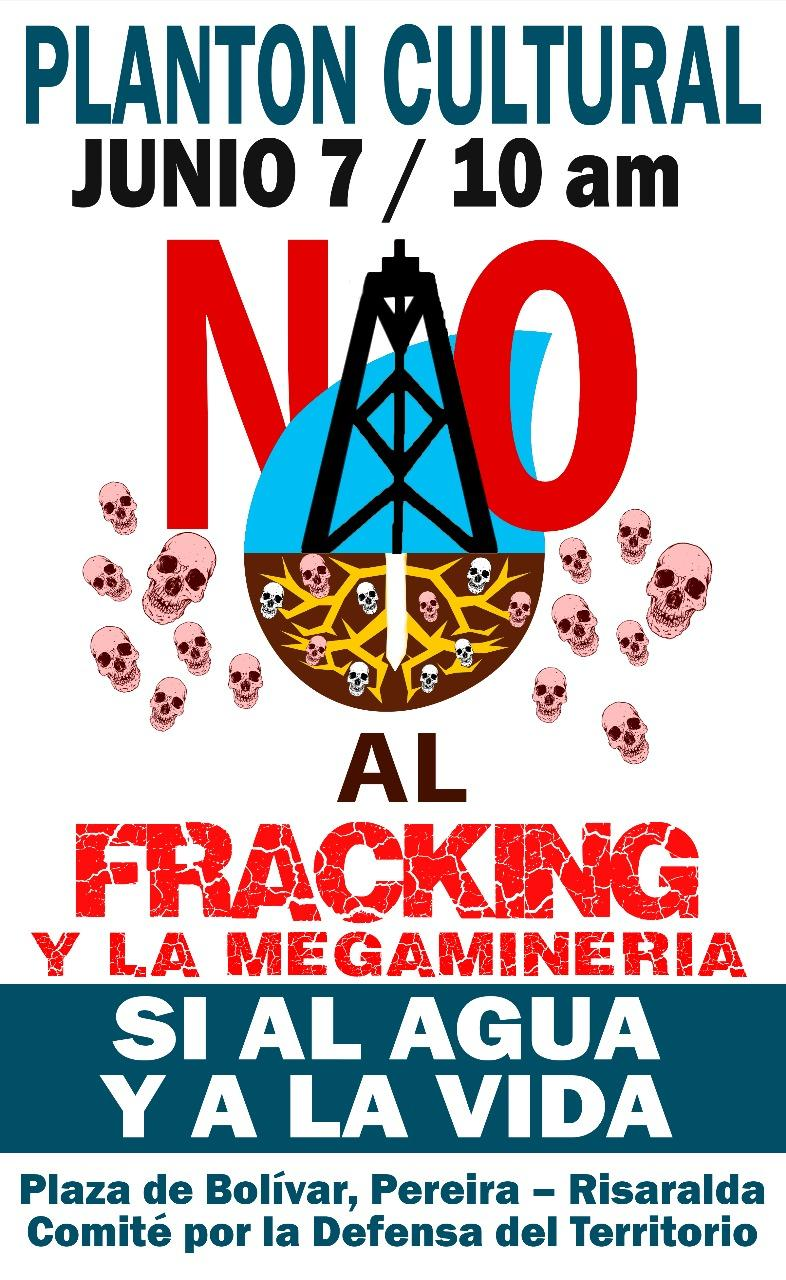 PLANTON CULTURAL
JUNIO 7 / 10 am
NO
AL
FRACKING
Y LA MEGAMINERIA
SI AL AGUA
Y A LA VIDA
Plaza de Bolívar, Pereira – Risaralda
Comité por la Defensa del Territorio